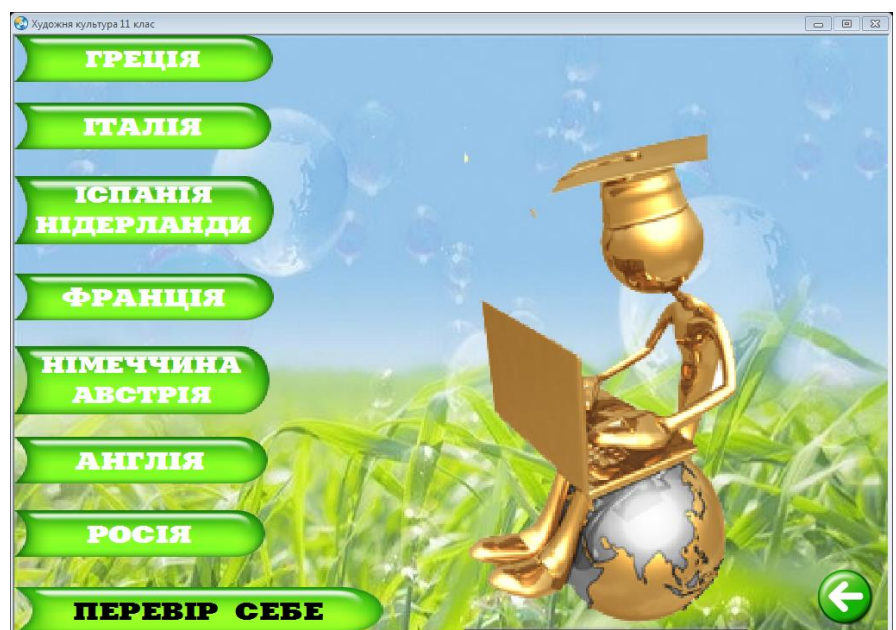 Художня культура 11 клас
ГРЕЦІЯ
ІТАЛІЯ
ІСПАНІЯ
НІДЕРЛАНДИ
ФРАНЦІЯ
НІМЕЧЧИНА
АВСТРІЯ
АНГЛІЯ
РОСІЯ
ПЕРЕВІР СЕБЕ